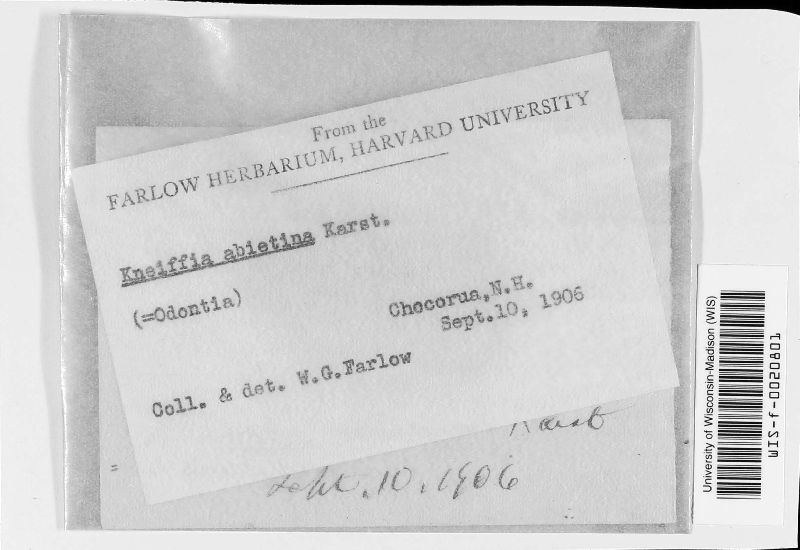 From the
FARLOW HERBARIUM, HARVARD UNIVERSITY
Kneiffia abietina Karst.
(=Odontia)
Chocorua,N.H.
Sept.10, 1906
Coll. & det. W.G.Farlow
Karst
=
Sept. 10. 1906
University of Wisconsin-Madison (WIS)
WIS-f-0020801